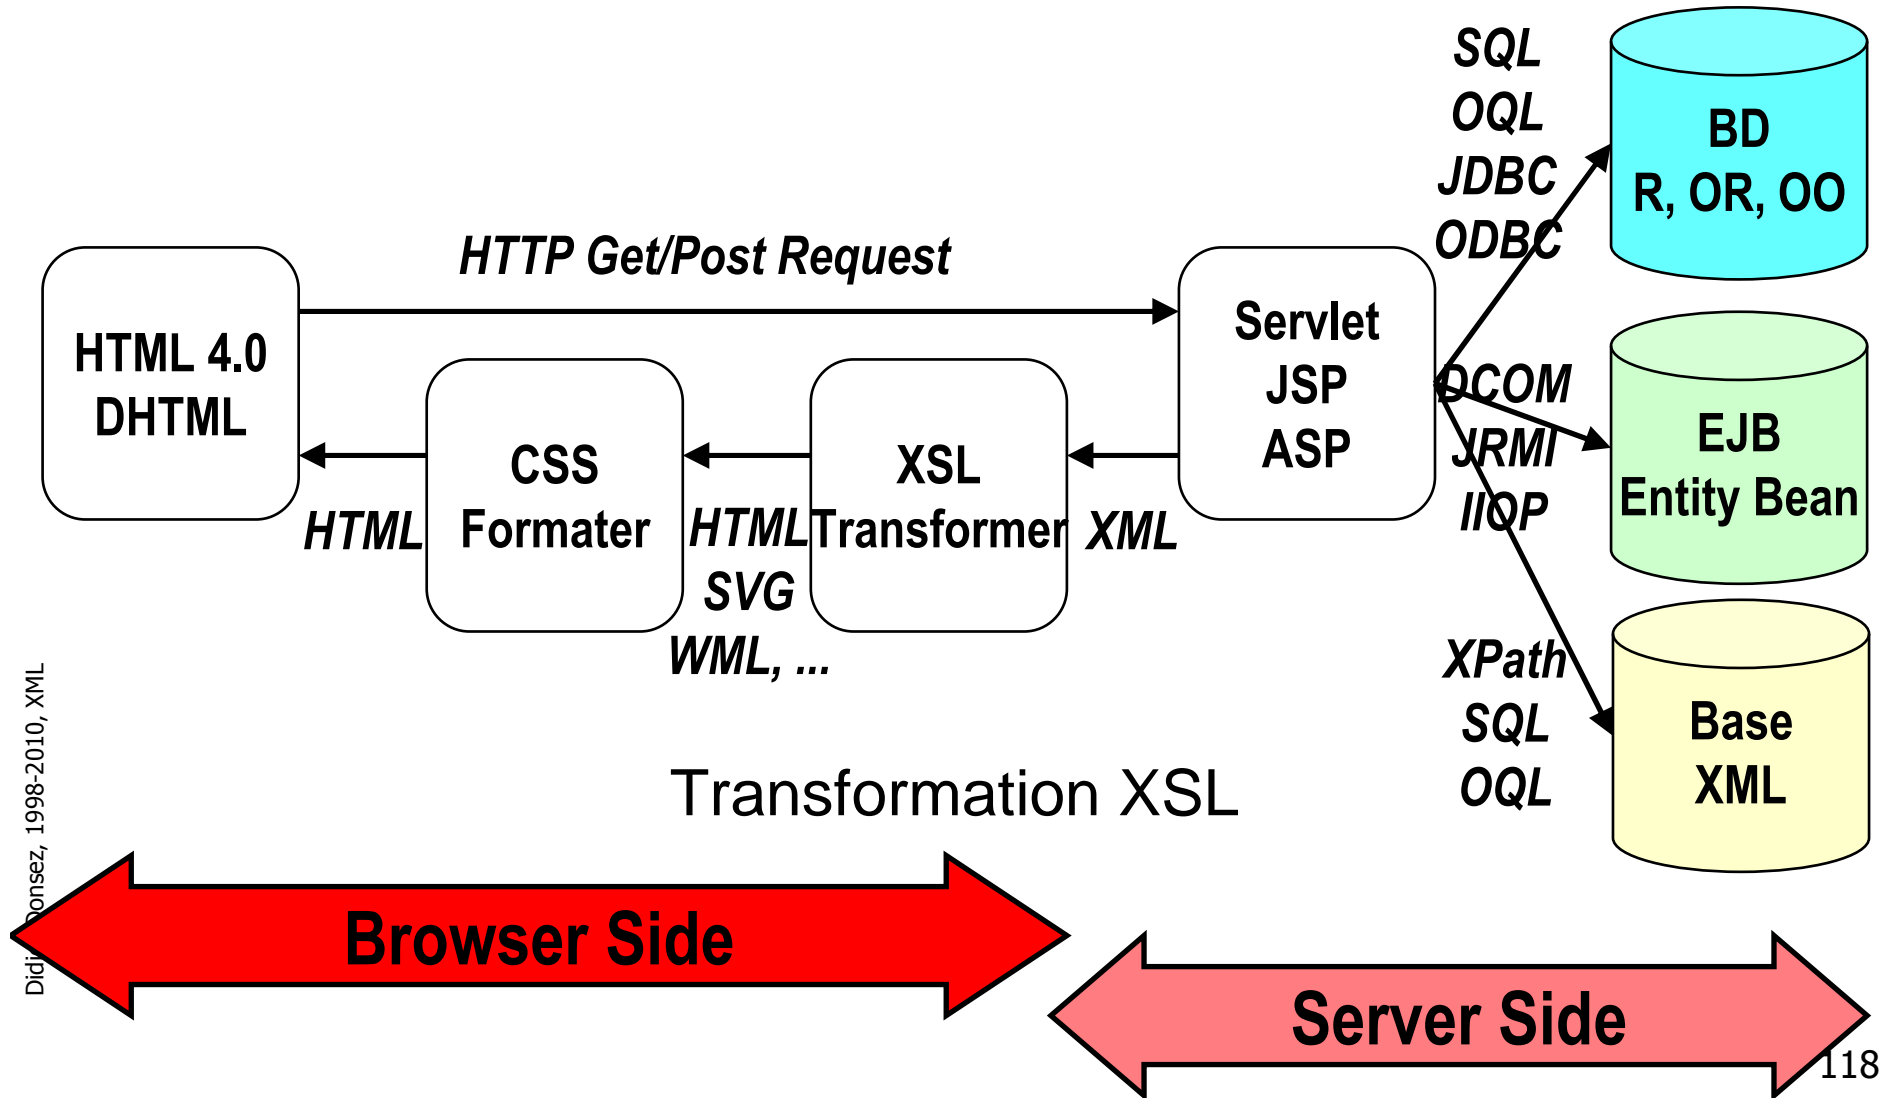 SQL
OQL
JDBC
ODBC
BD
R, OR, OO
HTTP Get/Post Request
HTML 4.0
DHTML
Servlet
JSP
ASP
CSS
Formater
XSL
Transformer
HTML
HTML
SVG
WML, ...
XML
DCOM
JRMI
IIOP
EJB
Entity Bean
XPath
SQL
OQL
Base
XML
Transformation XSL
Browser Side
Server Side
Didi Donsez, 1998-2010, XML
118